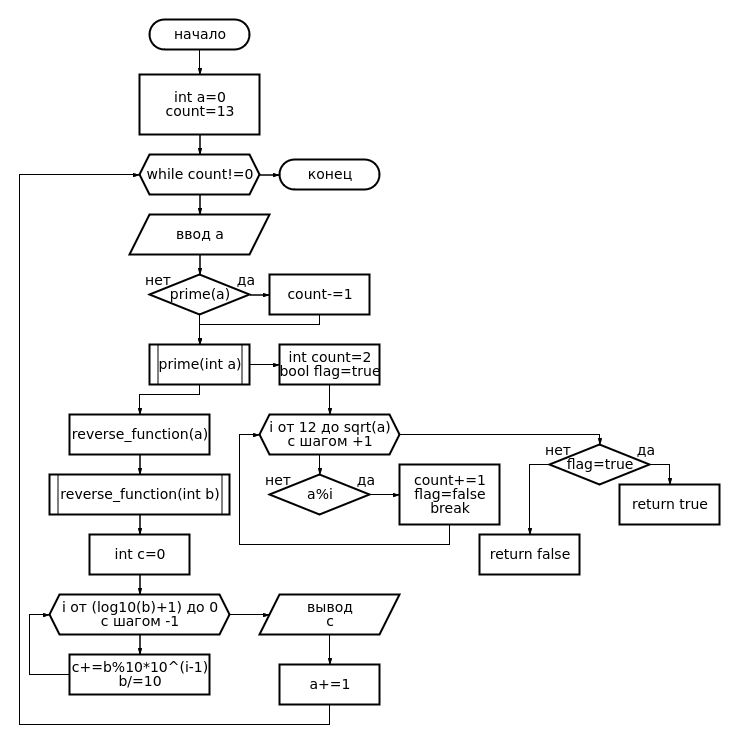 начало
int a=0
count=13
while count!=0
конец
ввод a
нет
да
prime(a)
count-=1
prime(int a)
int count=2
bool flag=true
reverse_function(a)
i от 12 до sqrt(a)
с шагом +1
нет
да
flag=true
нет
да
a%i
count+=1
flag=false
break
reverse_function(int b)
return true
int c=0
return false
i от (log10(b)+1) до 0
с шагом -1
вывод
c
c+=b%10*10^(i-1)
b/=10
a+=1